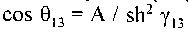 cos θ₁₃ = A / sh² γ₁₃